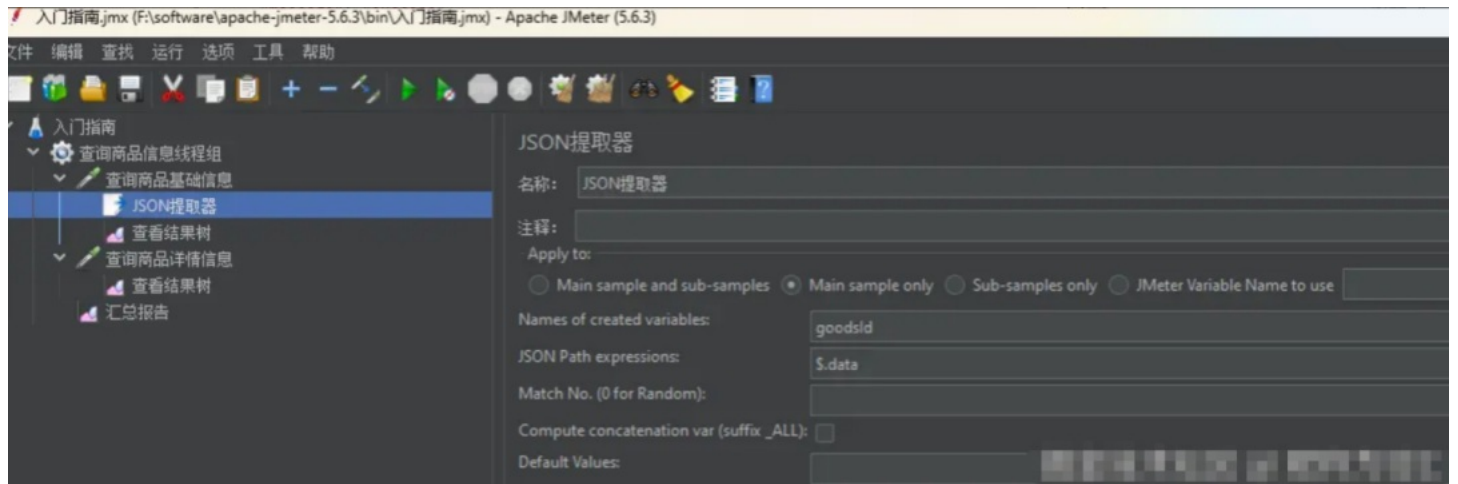 入门指南.jmx (F:\software\apache-jmeter-5.6.3\bin\入门指南.jmx) - Apache JMeter (5.6.3)
文件 编辑 查找 运行 选项 工具 帮助
入门指南
查询商品信息线程组
查询商品基础信息
JSON提取器
查看结果树
查询商品详情信息
查看结果树
汇总报告
JSON提取器
名称： JSON提取器
注释：
Apply to:
Main sample and sub-samples Main sample only Sub-samples only JMeter Variable Name to use
Names of created variables: goodsId
JSON Path expressions: $.data
Match No. (0 for Random):
Compute concatenation var (suffix _ALL):
Default Values: